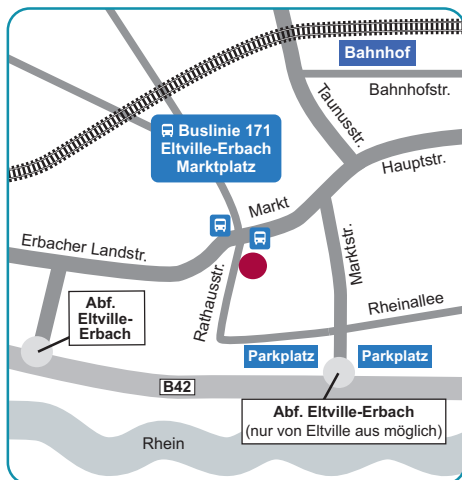 Bahnhof
Bahnhofstr.
Taunusstr.
Buslinie 171
Eltville-Erbach
Marktplatz
Hauptstr.
Markt
Erbacher Landstr.
Marktstr.
Rathausstr.
Rheinallee
Abf.
Eltville-
Erbach
Parkplatz
Parkplatz
B42
Abf. Eltville-Erbach
(nur von Eltville aus möglich)
Rhein